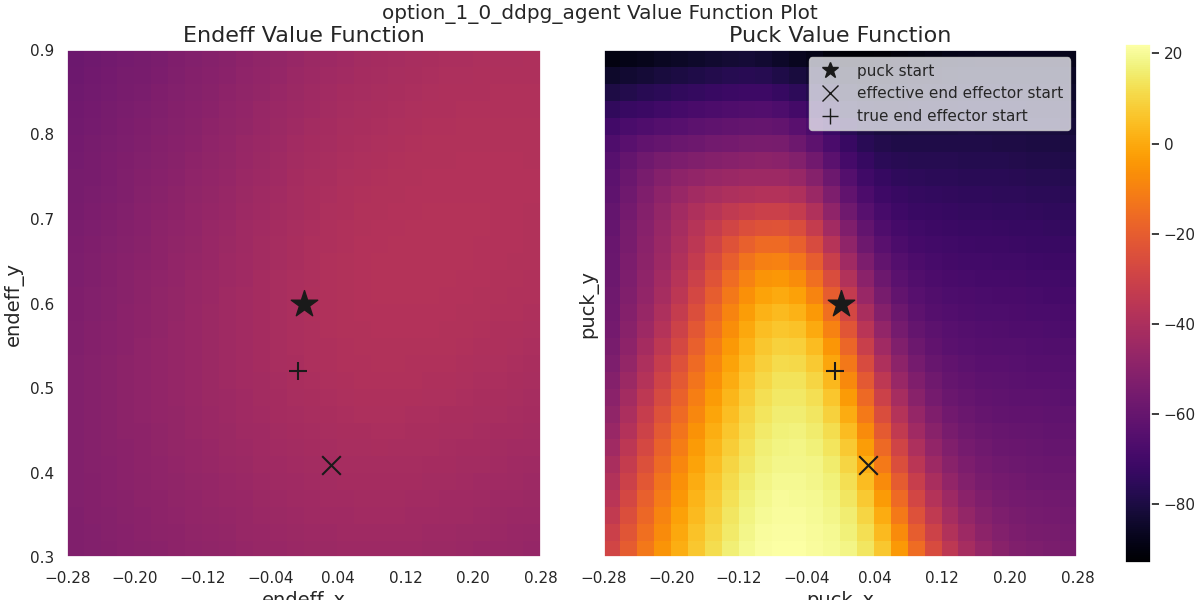 option_1_0_ddpg_agent Value Function Plot
Endeff Value Function
0.9
0.8
0.7
0.6
0.5
0.4
0.3
endeff_y
−0.28 −0.20 −0.12 −0.04 0.04 0.12 0.20 0.28
endeff_x
Puck Value Function
puck start
effective end effector start
true end effector start
puck_y
−0.28 −0.20 −0.12 −0.04 0.04 0.12 0.20 0.28
puck_x
20
0
−20
−40
−60
−80